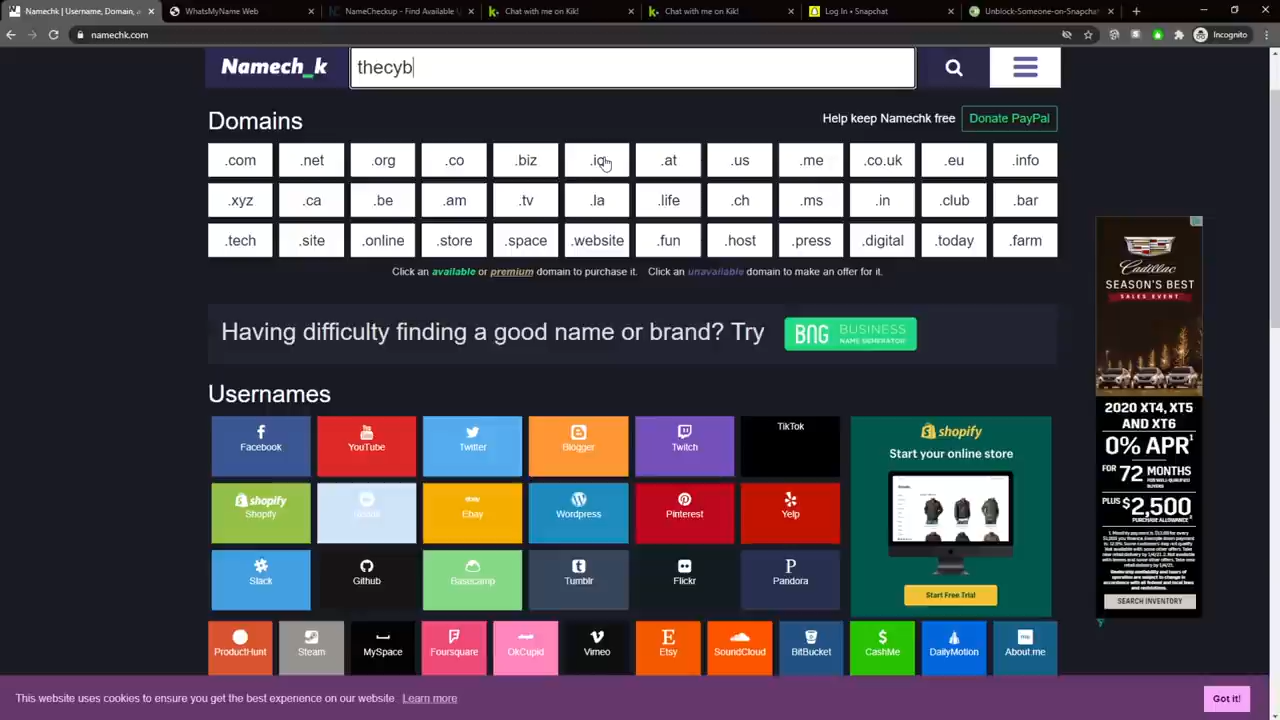 Namechk | Username, Domain, a
WhatsMyName Web
NameCheckup - Find Available U
Chat with me on Kik!
Chat with me on Kik!
Log In • Snapchat
Unblock-Someone-on-Snapchat
namechk.com
Incognito
Namech_k
thecyb
Domains
Help keep Namechk free
Donate PayPal
.com .net .org .co .biz .at .us .me .co.uk .eu .info
.xyz .ca .be .am .tv .la .life .ch .ms .in .club .bar
.tech .site .online .store .space .website .fun .host .press .digital .today .farm
Click an available or premium domain to purchase it. Click an unavailable domain to make an offer for it.
Having difficulty finding a good name or brand? Try
BNG BUSINESS
NAME GENERATOR
Usernames
Facebook YouTube Twitter Blogger Twitch TikTok
shopify
Shopify
ebay
Ebay Wordpress Pinterest Yelp
Slack Github Basecamp Tumblr Flickr Pandora
ProductHunt Steam MySpace Foursquare OkCupid Vimeo Etsy SoundCloud BitBucket CashMe DailyMotion About.me
shopify
Start your online store
Start Free Trial
Cadillac
SEASON'S BEST
SALES EVENT
2020 XT4, XT5
AND XT6
0% APR¹
FOR 72 MONTHS
PLUS $2,500
PURCHASE ALLOWANCE
SEARCH INVENTORY
This website uses cookies to ensure you get the best experience on our website. Learn more
Got it!